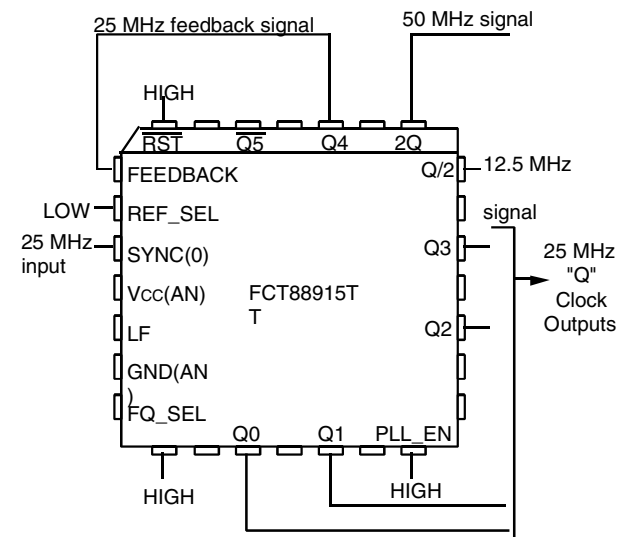 25 MHz feedback signal
50 MHz signal
HIGH
RST
Q5
Q4
2Q
FEEDBACK
Q/2
12.5 MHz
LOW
REF_SEL
signal
25 MHz
input
SYNC(0)
Q3
25 MHz
"Q"
Clock
Outputs
VCC(AN)
FCT88915T
T
LF
Q2
GND(AN
)
FQ_SEL
Q0
Q1
PLL_EN
HIGH
HIGH